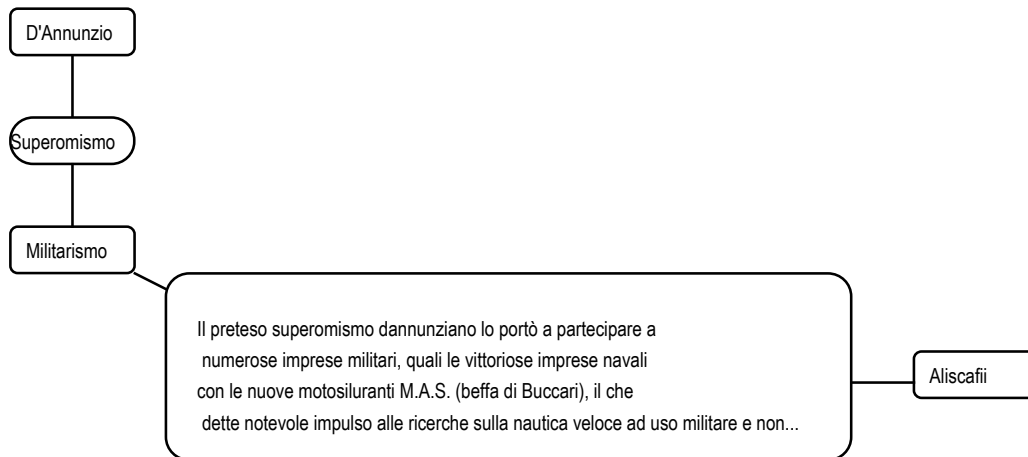 D'Annunzio
Superomismo
Militarismo
Il preteso superomismo dannunziano lo portò a partecipare a
numerose imprese militari, quali le vittoriose imprese navali
con le nuove motosiluranti M.A.S. (beffa di Buccari), il che
dette notevole impulso alle ricerche sulla nautica veloce ad uso militare e non...
Aliscafii